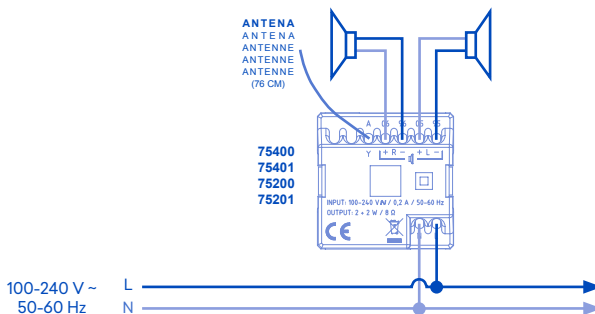 ANTENA
ANTENA
ANTENNE
ANTENNE
ANTENNE
(76 CM)
A
Y + R - + L -
75400
75401
75200
75201
INPUT: 100-240 V~ / 0,2 A / 50-60 Hz
OUTPUT: 2 + 2 W / 8 Ω
CE
100-240 V ~ L
50-60 Hz N